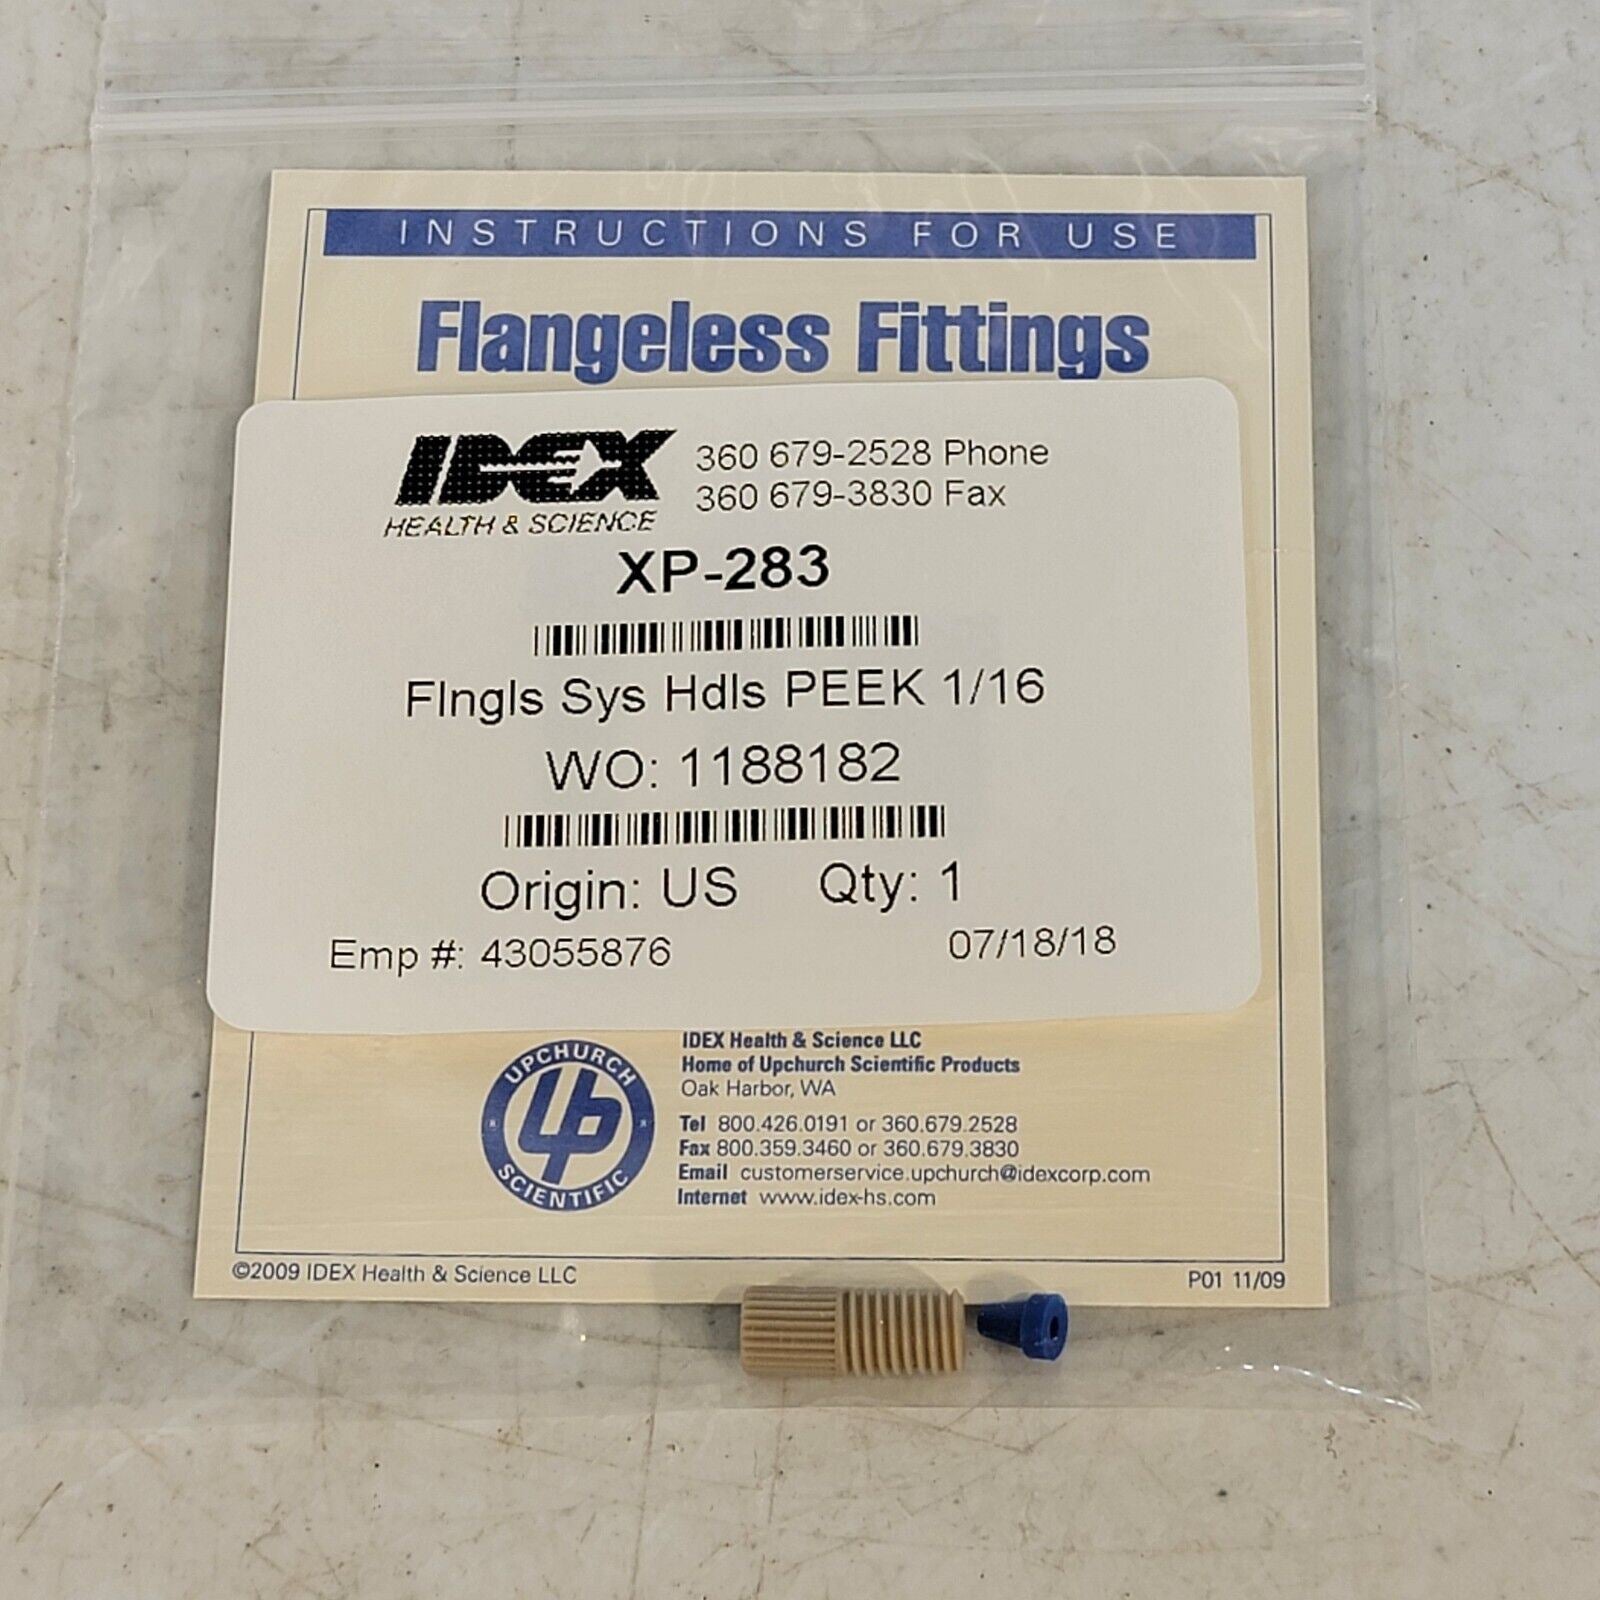 INSTRUCTIONS FOR USE
Flangeless Fittings
IDEX
HEALTH & SCIENCE
360 679-2528 Phone
360 679-3830 Fax
XP-283
Flngls Sys Hdls PEEK 1/16
WO: 1188182
Origin: US Qty: 1
Emp #: 43055876 07/18/18
UPCHURCH
UP
SCIENTIFIC
IDEX Health & Science LLC
Home of Upchurch Scientific Products
Oak Harbor, WA
Tel 800.426.0191 or 360.679.2528
Fax 800.359.3460 or 360.679.3830
Email customerservice.upchurch@idexcorp.com
Internet www.idex-hs.com
©2009 IDEX Health & Science LLC P01 11/09